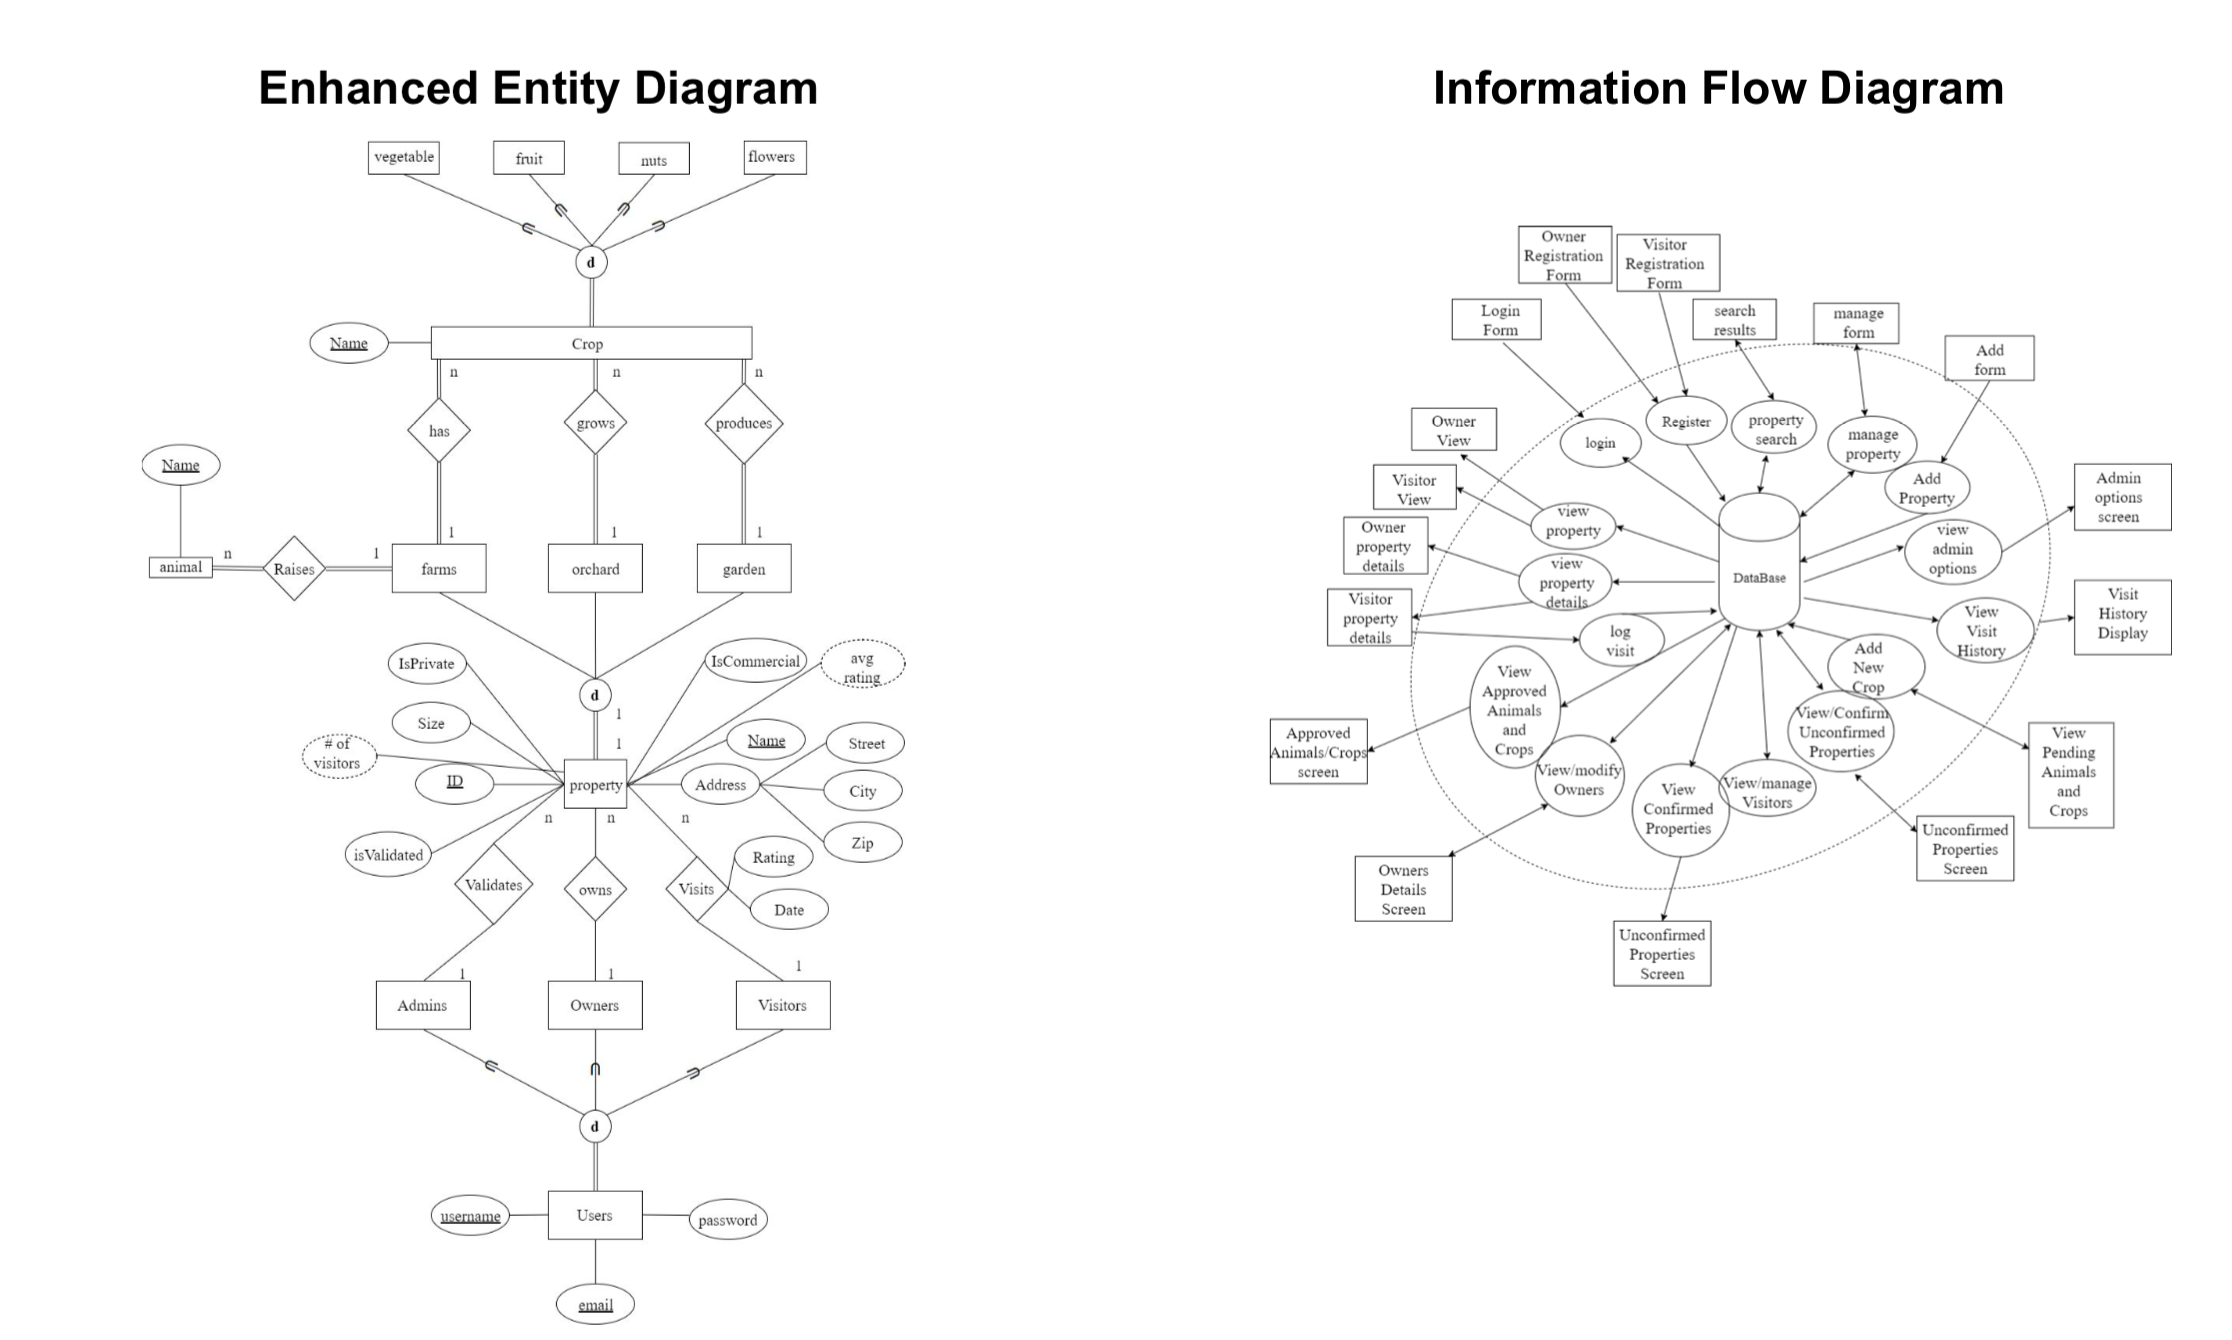 Enhanced Entity Diagram
vegetable
fruit
nuts
flowers
d
Name
Crop
n
n
n
has
grows
produces
Name
1
1
1
animal
n
Raises
1
farms
orchard
garden
IsPrivate
IsCommercial
avg
rating
d
1
Size
1
Name
Street
# of
visitors
ID
property
Address
City
n
n
n
isValidated
Rating
Zip
Validates
owns
Visits
Date
1
1
1
Admins
Owners
Visitors
d
username
Users
password
email
Information Flow Diagram
Owner
Registration
Form
Visitor
Registration
Form
Login
Form
search
results
manage
form
Add
form
Owner
View
login
Register
property
search
manage
property
Add
Property
Visitor
View
Admin
options
screen
Owner
property
details
view
property
view
admin
options
view
property
details
DataBase
Visitor
property
details
log
visit
View
Visit
History
Visit
History
Display
View
Approved
Animals
and
Crops
Add
New
Crop
Approved
Animals/Crops
screen
View/Confirm
Unconfirmed
Properties
View
Pending
Animals
and
Crops
View/modify
Owners
View
Confirmed
Properties
View/manage
Visitors
Owners
Details
Screen
Unconfirmed
Properties
Screen
Unconfirmed
Properties
Screen